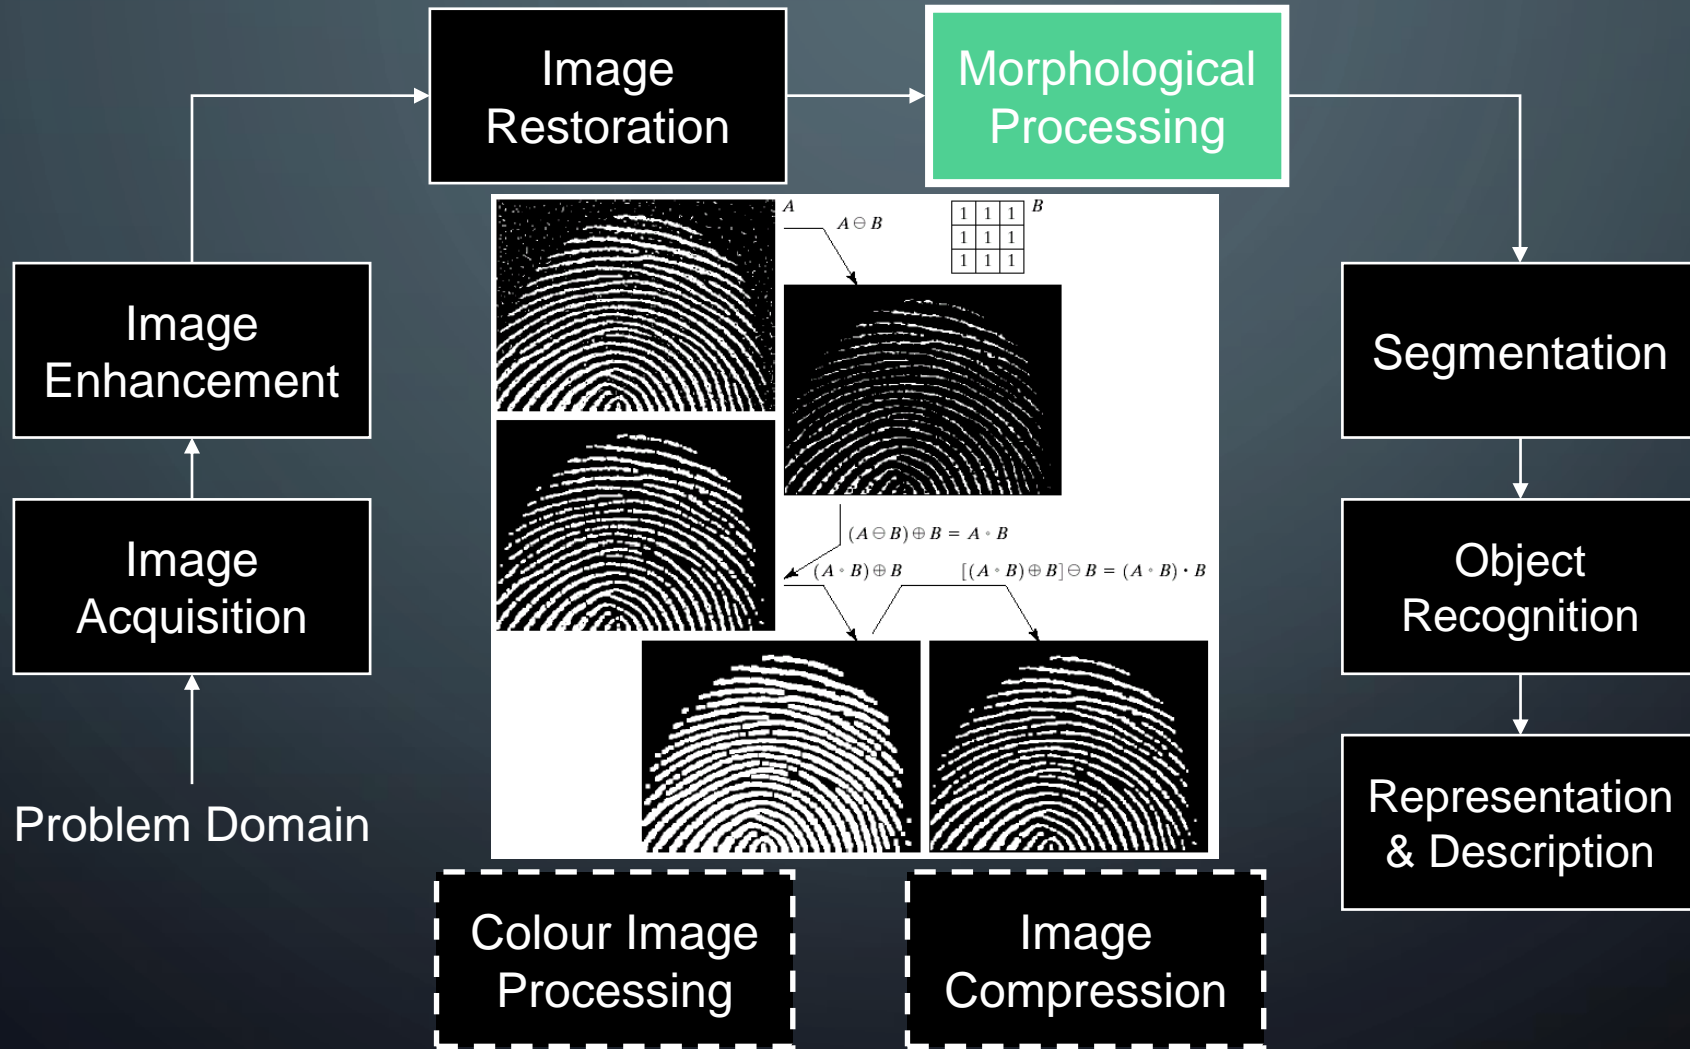 Image
Restoration
Morphological
Processing
Image
Enhancement
Image
Acquisition
Problem Domain
A
A ⊖ B
1 1 1 B
1 1 1
1 1 1
(A ⊖ B) ⊕ B = A ∘ B
(A ∘ B) ⊕ B
[(A ∘ B) ⊕ B] ⊖ B = (A ∘ B) • B
Segmentation
Object
Recognition
Representation
& Description
Colour Image
Processing
Image
Compression